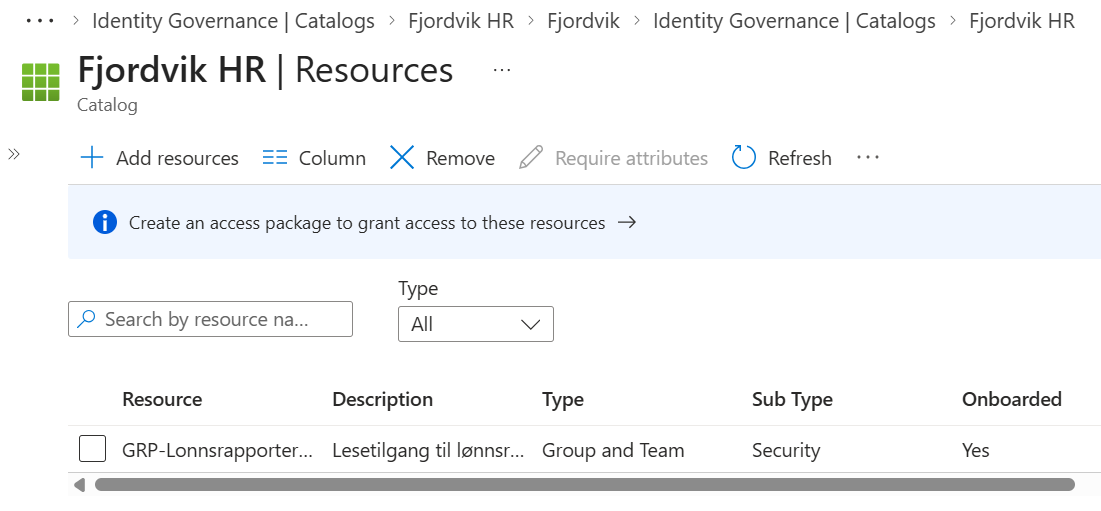 ··· > Identity Governance | Catalogs > Fjordvik HR > Fjordvik > Identity Governance | Catalogs > Fjordvik HR
Fjordvik HR | Resources ···
Catalog
Add resources Column Remove Require attributes Refresh ···
Create an access package to grant access to these resources →
Type
Search by resource na... All
Resource Description Type Sub Type Onboarded
GRP-Lonnsrapporter... Lesetilgang til lønnsr... Group and Team Security Yes